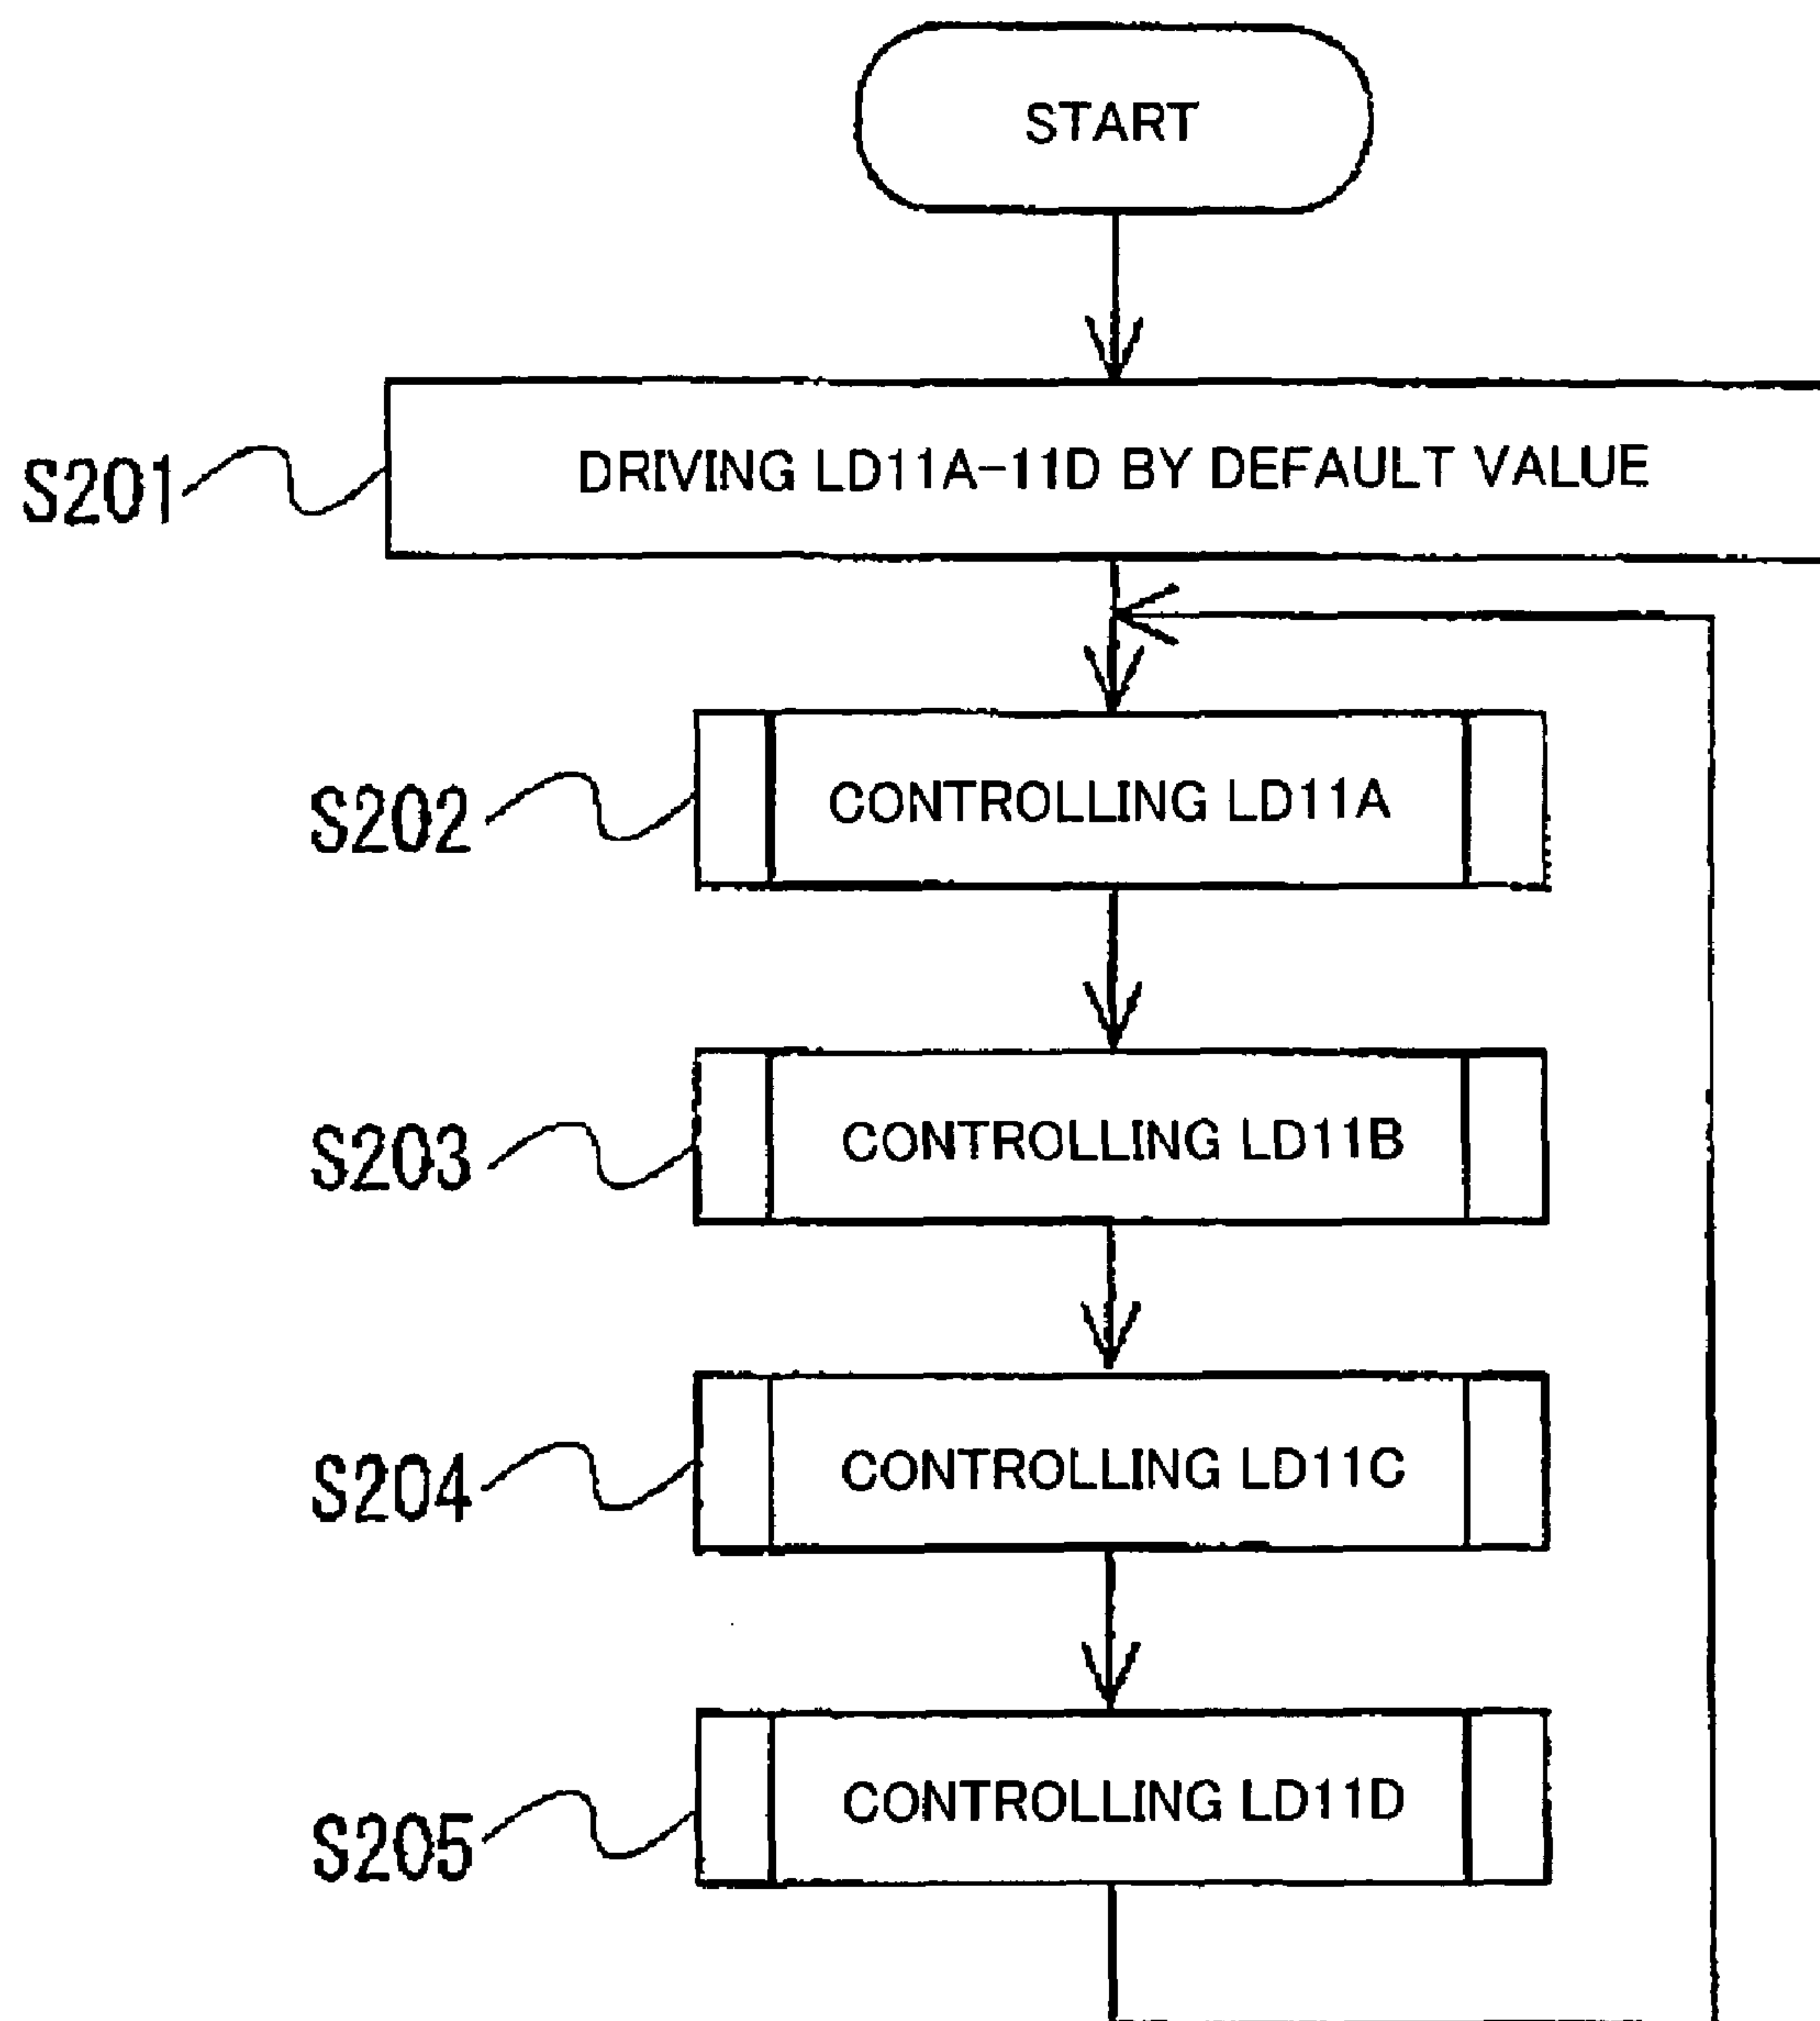 START
S201 DRIVING LD11A-11D BY DEFAULT VALUE
S202 CONTROLLING LD11A
S203 CONTROLLING LD11B
S204 CONTROLLING LD11C
S205 CONTROLLING LD11D